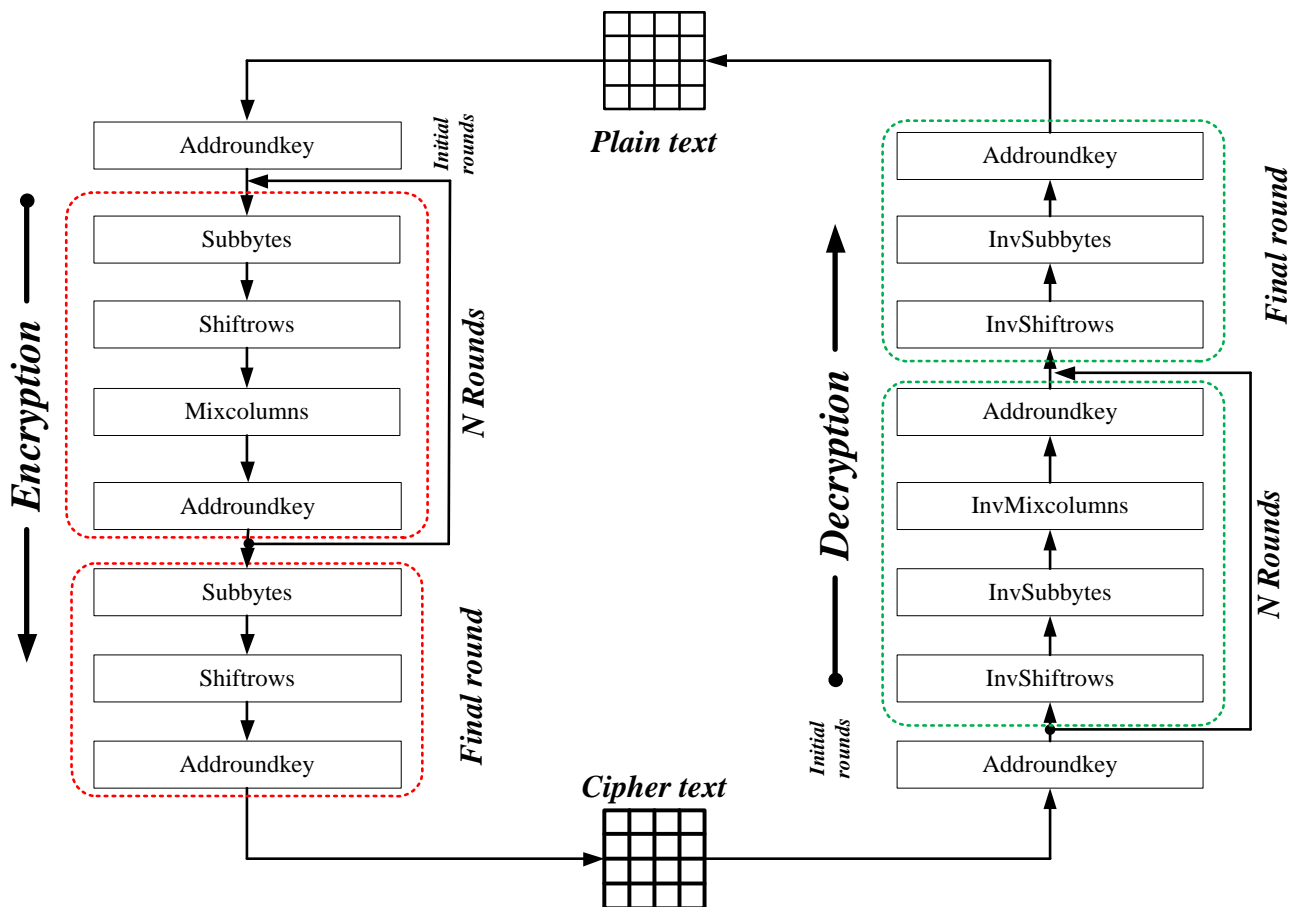 Plain text
Addroundkey
Initial
rounds
Subbytes
Shiftrows
Mixcolumns
Addroundkey
N Rounds
Encryption
Subbytes
Shiftrows
Addroundkey
Final round
Cipher text
Addroundkey
InvSubbytes
InvShiftrows
Final round
Addroundkey
InvMixcolumns
InvSubbytes
InvShiftrows
N Rounds
Decryption
Initial
rounds
Addroundkey